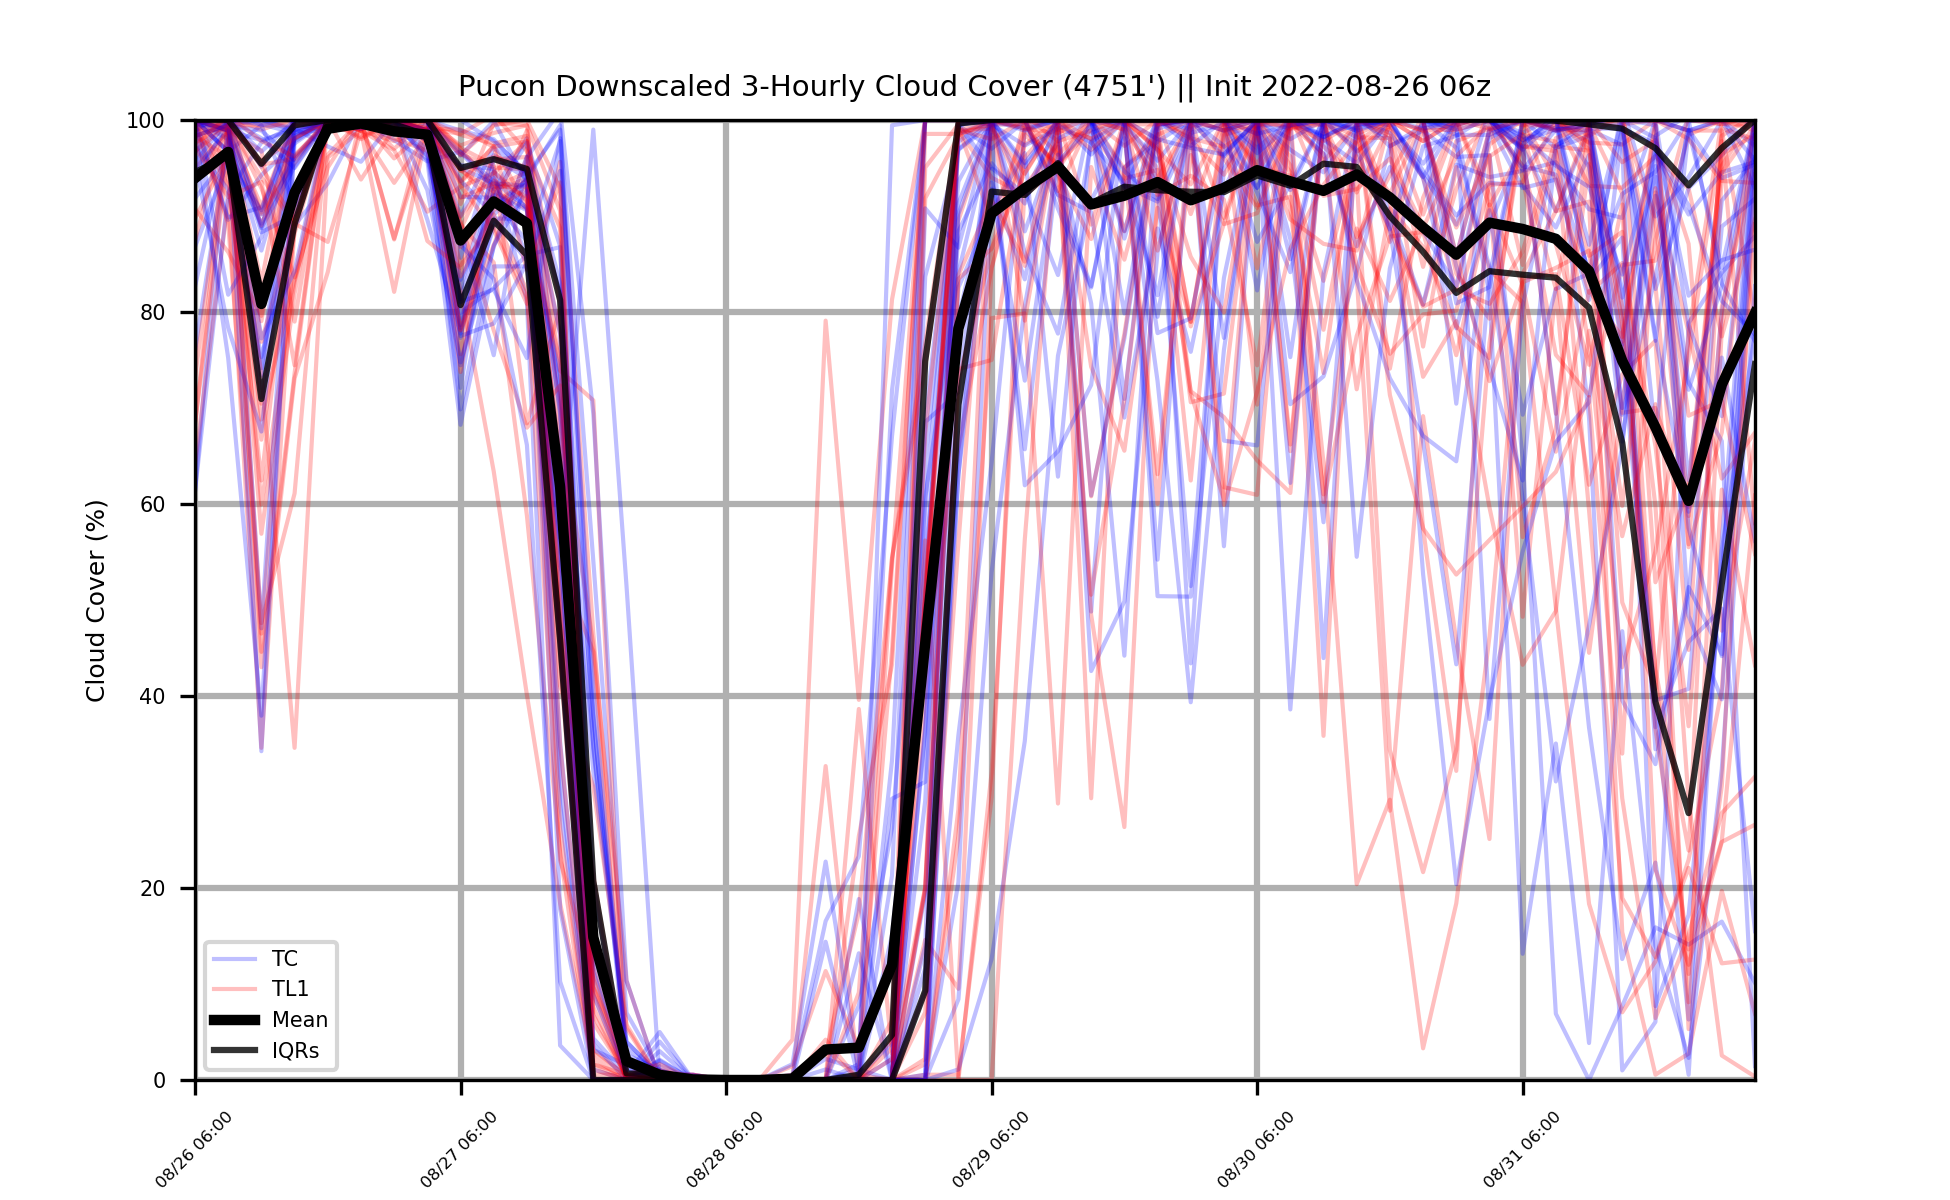 Pucon Downscaled 3-Hourly Cloud Cover (4751') || Init 2022-08-26 06z
Cloud Cover (%)
100
80
60
40
20
0
TC
TL1
Mean
IQRs
08/26 06:00
08/27 06:00
08/28 06:00
08/29 06:00
08/30 06:00
08/31 06:00